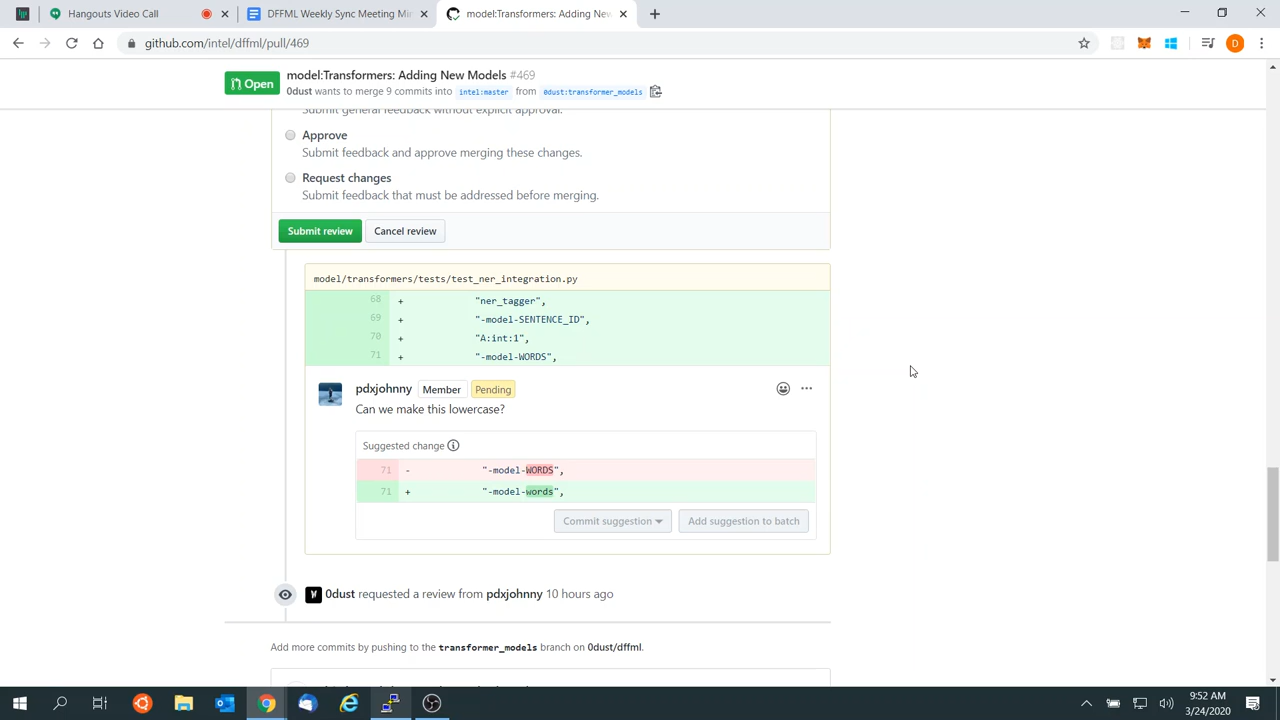 Hangouts Video Call
DFFML Weekly Sync Meeting Mi
model:Transformers: Adding New
github.com/intel/dffml/pull/469
D
Open
model:Transformers: Adding New Models #469
0dust wants to merge 9 commits into intel:master from 0dust:transformer_models
Submit general feedback without explicit approval.
Approve
Submit feedback and approve merging these changes.
Request changes
Submit feedback that must be addressed before merging.
Submit review
Cancel review
model/transformers/tests/test_ner_integration.py
68 + "ner_tagger",
69 + "-model-SENTENCE_ID",
70 + "A:int:1",
71 + "-model-WORDS",
pdxjohnny Member Pending
Can we make this lowercase?
Suggested change
71 - "-model-WORDS",
71 + "-model-words",
Commit suggestion
Add suggestion to batch
0dust requested a review from pdxjohnny 10 hours ago
Add more commits by pushing to the transformer_models branch on 0dust/dffml.
9:52 AM
3/24/2020